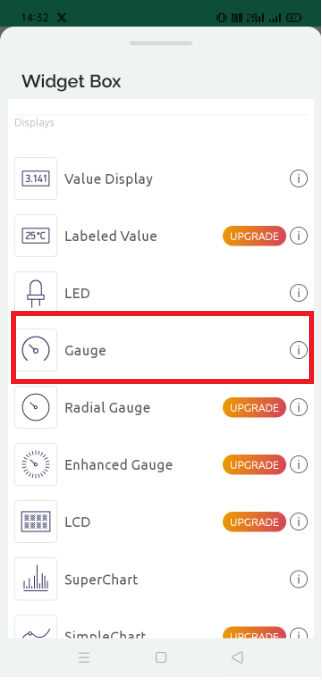 14:32 X
Widget Box
Displays
3.141 Value Display
25°C Labeled Value UPGRADE
LED
Gauge
Radial Gauge UPGRADE
Enhanced Gauge UPGRADE
LCD UPGRADE
SuperChart
SimpleChart UPGRADE